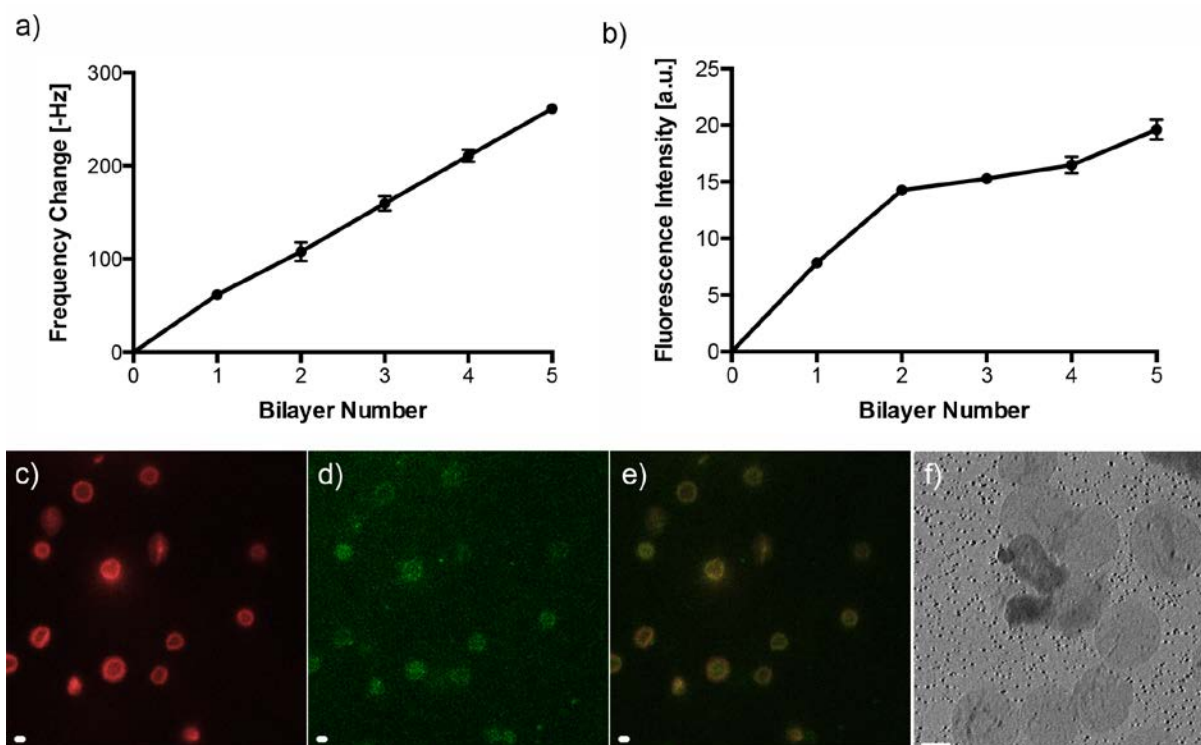 a)
Frequency Change [-Hz]
300
200
100
0
0 1 2 3 4 5
Bilayer Number
b)
Fluorescence Intensity [a.u.]
25
20
15
10
5
0
0 1 2 3 4 5
Bilayer Number
c)
d)
e)
f)